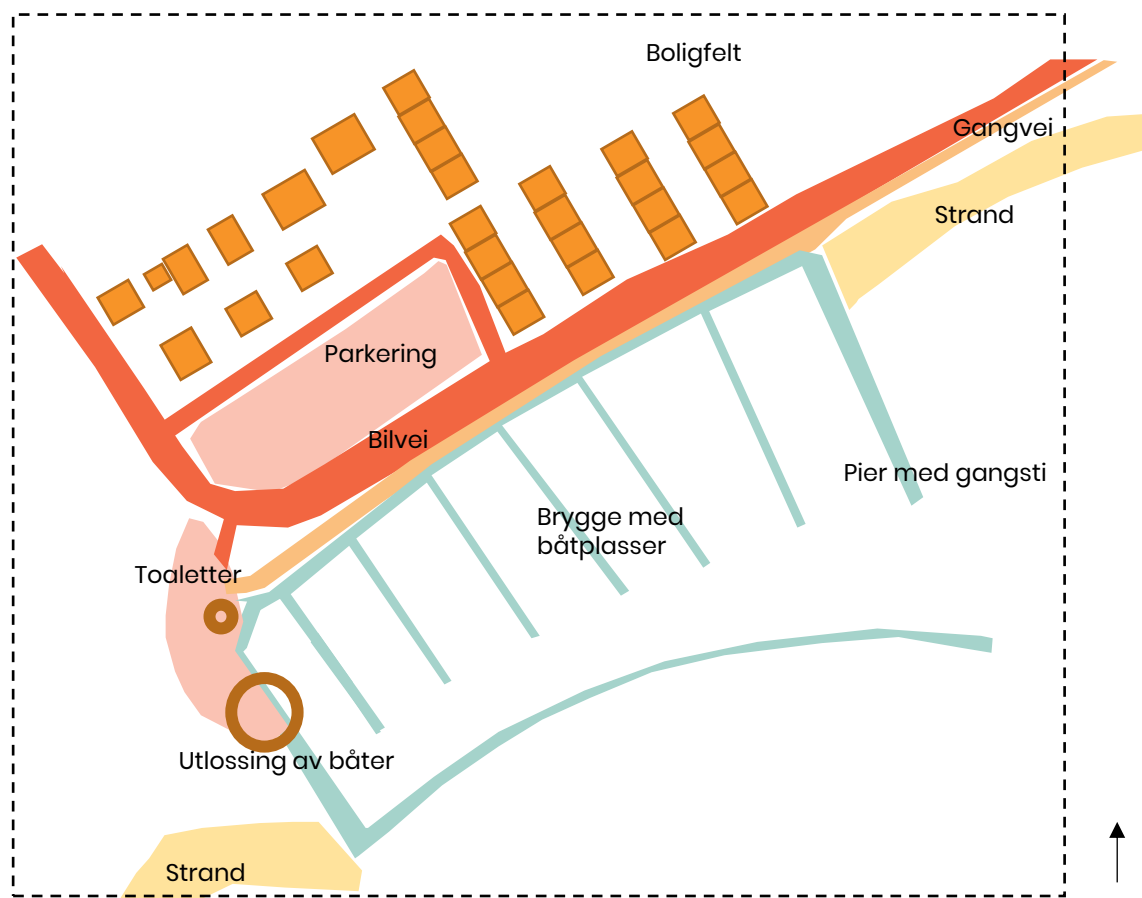 Boligfelt
Gangvei
Strand
Parkering
Bilvei
Pier med gangsti
Brygge med
båtplasser
Toaletter
Utlossing av båter
Strand